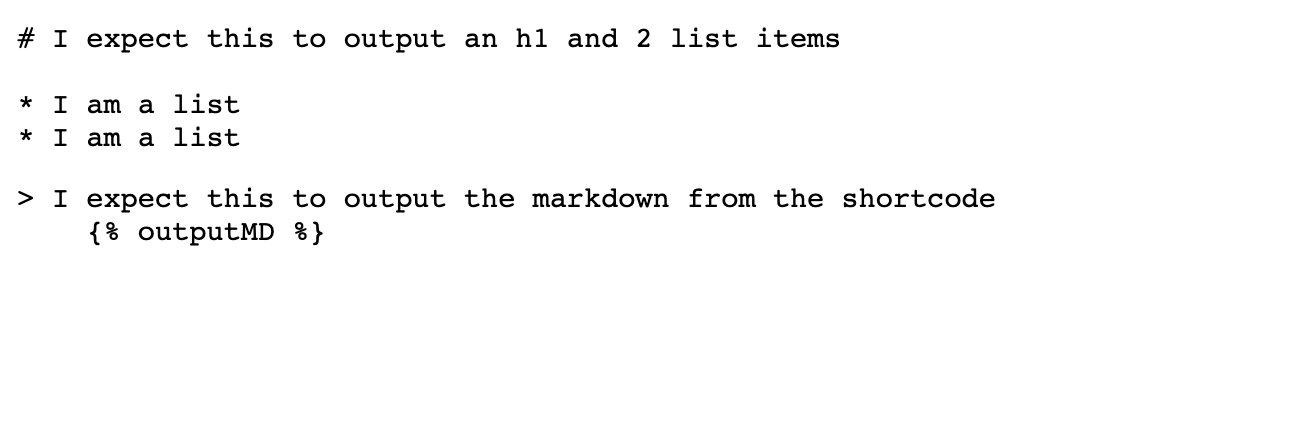 # I expect this to output an h1 and 2 list items
* I am a list
* I am a list
> I expect this to output the markdown from the shortcode
{% outputMD %}